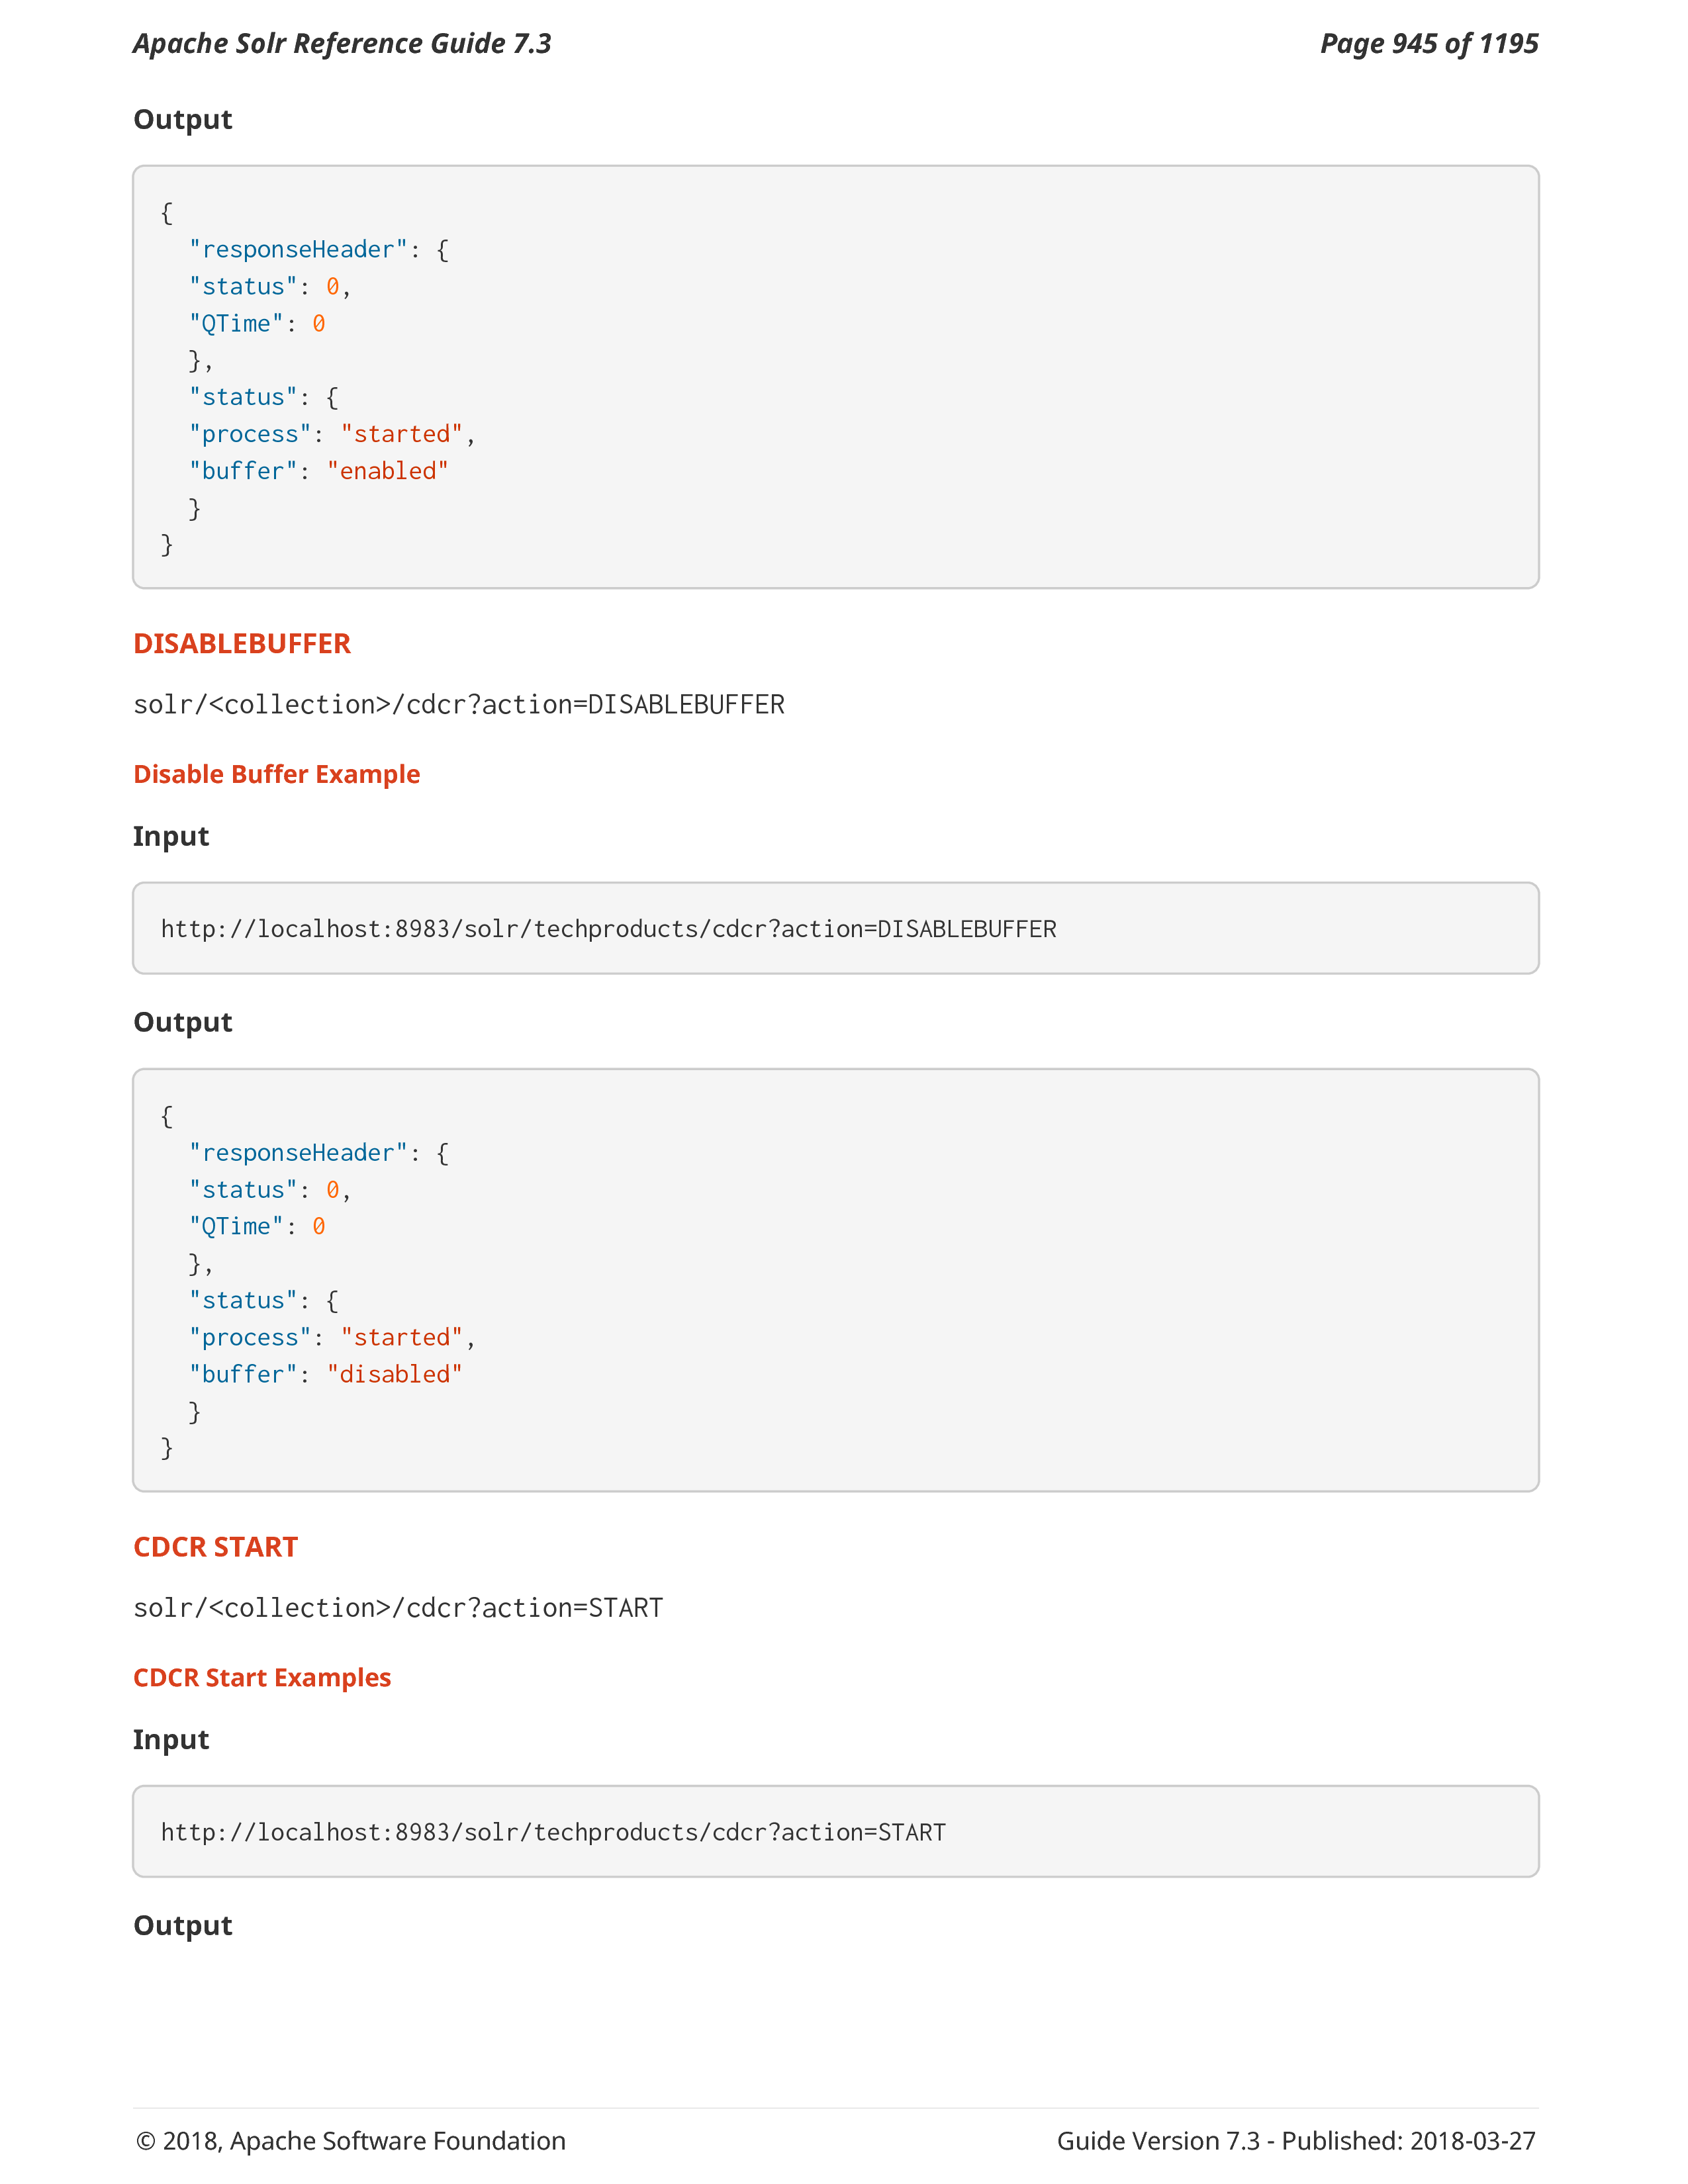 Apache Solr Reference Guide 7.3
Page 945 of 1195
Output
{
  "responseHeader": {
  "status": 0,
  "QTime": 0
  },
  "status": {
  "process": "started",
  "buffer": "enabled"
  }
}
DISABLEBUFFER
solr/<collection>/cdcr?action=DISABLEBUFFER
Disable Buffer Example
Input
http://localhost:8983/solr/techproducts/cdcr?action=DISABLEBUFFER
Output
{
  "responseHeader": {
  "status": 0,
  "QTime": 0
  },
  "status": {
  "process": "started",
  "buffer": "disabled"
  }
}
CDCR START
solr/<collection>/cdcr?action=START
CDCR Start Examples
Input
http://localhost:8983/solr/techproducts/cdcr?action=START
Output
© 2018, Apache Software Foundation
Guide Version 7.3 - Published: 2018-03-27